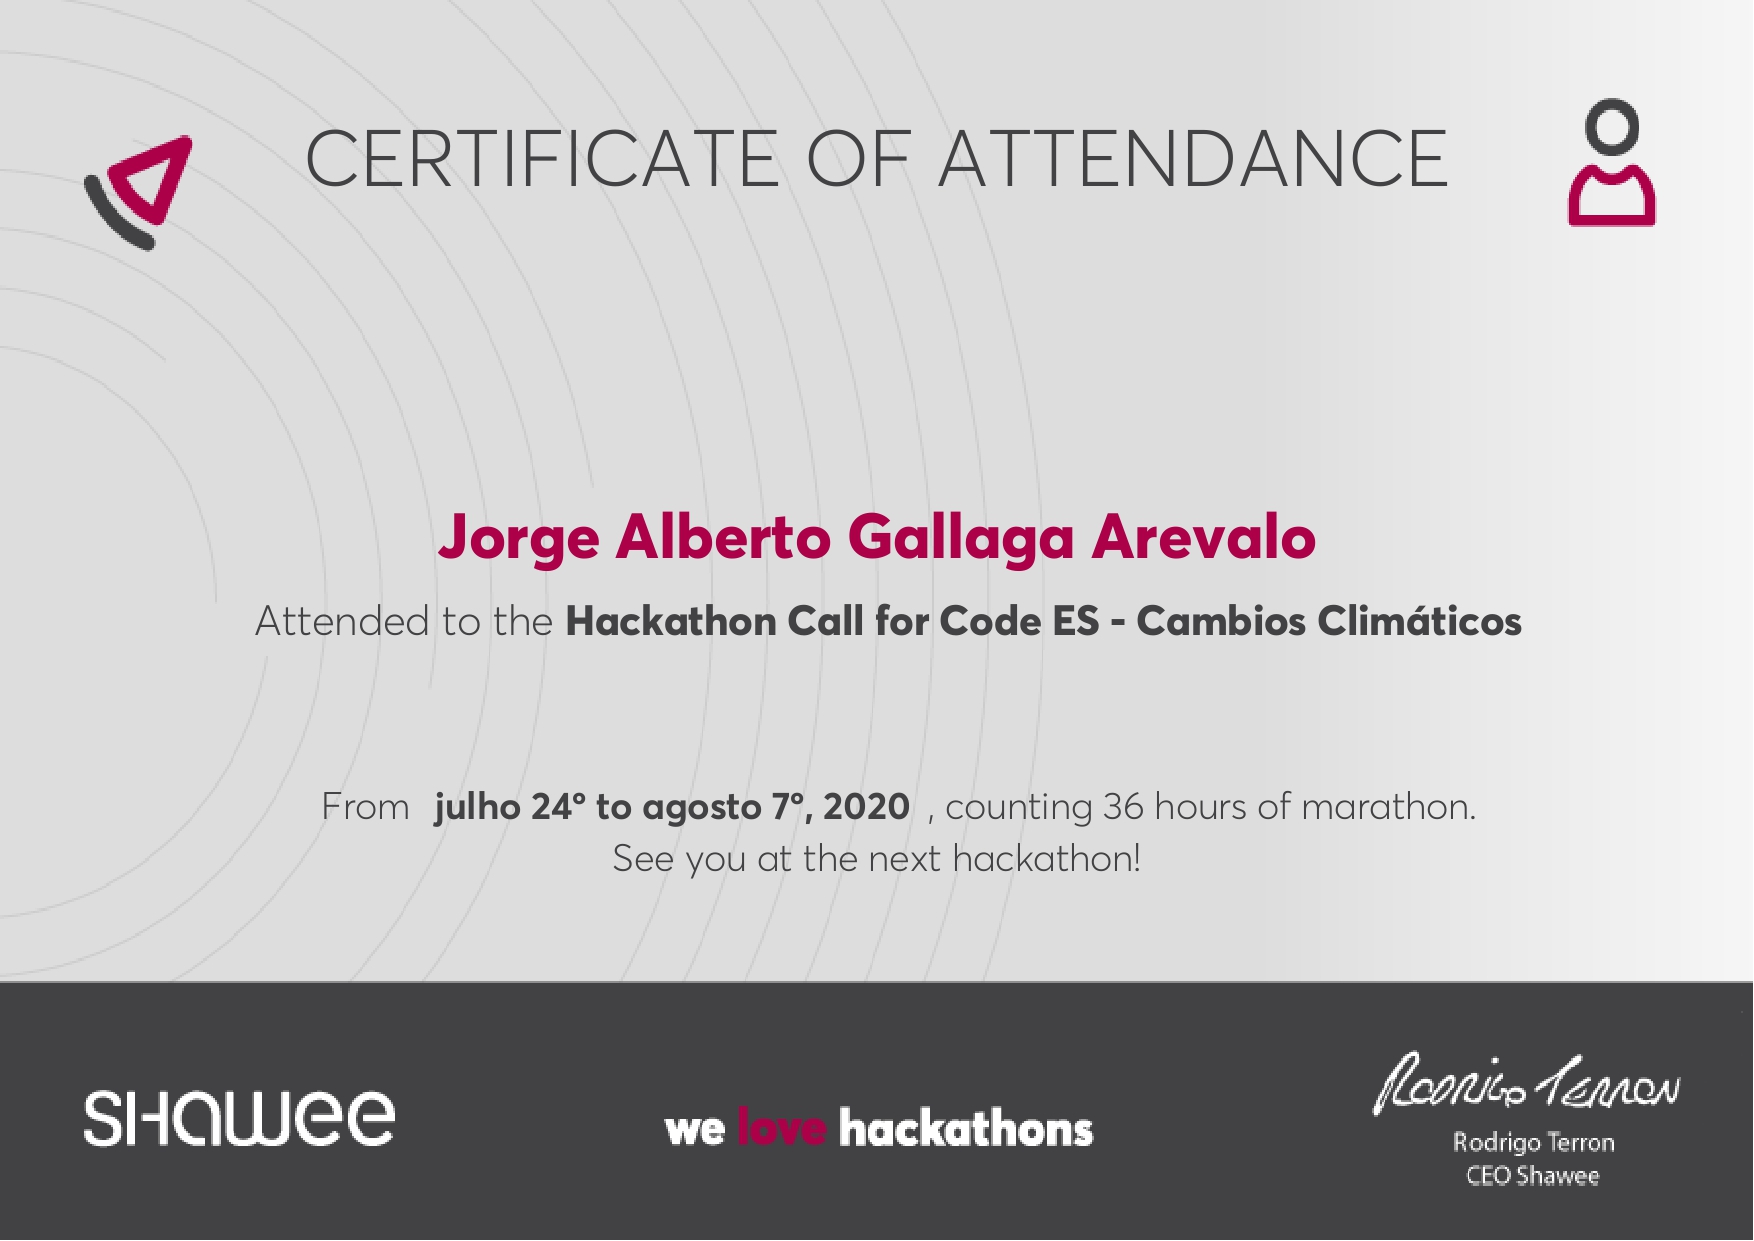 CERTIFICATE OF ATTENDANCE
Jorge Alberto Gallaga Arevalo
Attended to the Hackathon Call for Code ES - Cambios Climáticos
From julho 24º to agosto 7º, 2020 , counting 36 hours of marathon.
See you at the next hackathon!
SHawee
we love hackathons
Rodrigo Terron
Rodrigo Terron
CEO Shawee